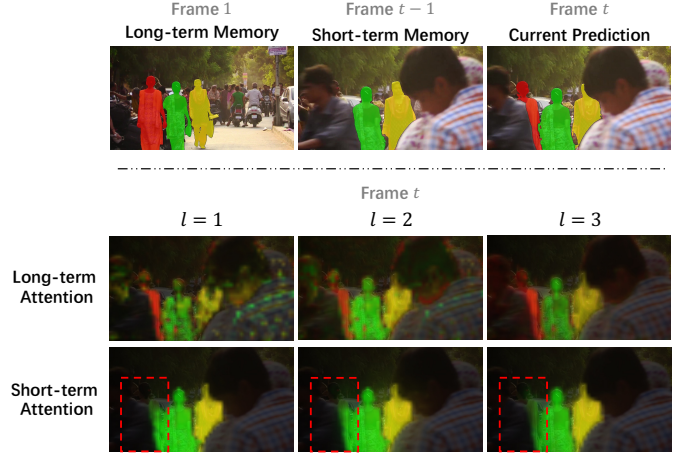 Frame 1
Frame t − 1
Frame t
Long-term Memory
Short-term Memory
Current Prediction
Frame t
l = 1
l = 2
l = 3
Long-term
Attention
Short-term
Attention